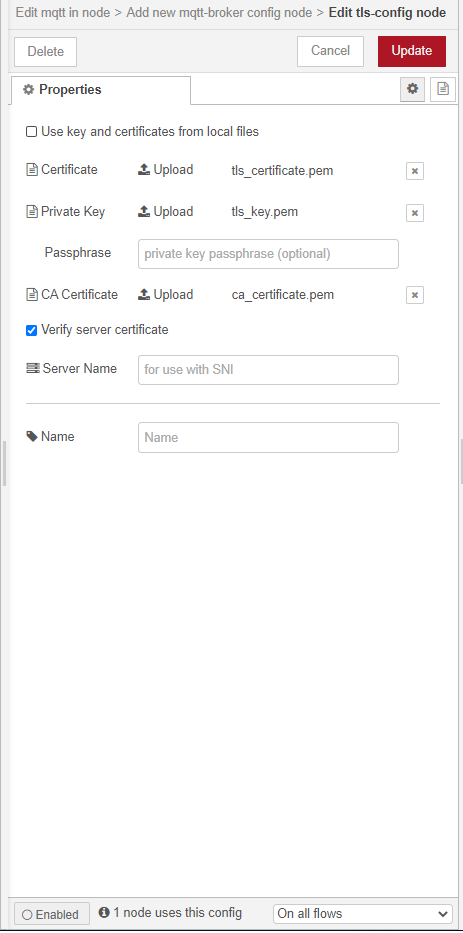 Edit mqtt in node > Add new mqtt-broker config node > Edit tls-config node
Delete Cancel Update
Properties
Use key and certificates from local files
Certificate Upload tls_certificate.pem
Private Key Upload tls_key.pem
Passphrase private key passphrase (optional)
CA Certificate Upload ca_certificate.pem
Verify server certificate
Server Name for use with SNI
Name Name
Enabled 1 node uses this config On all flows